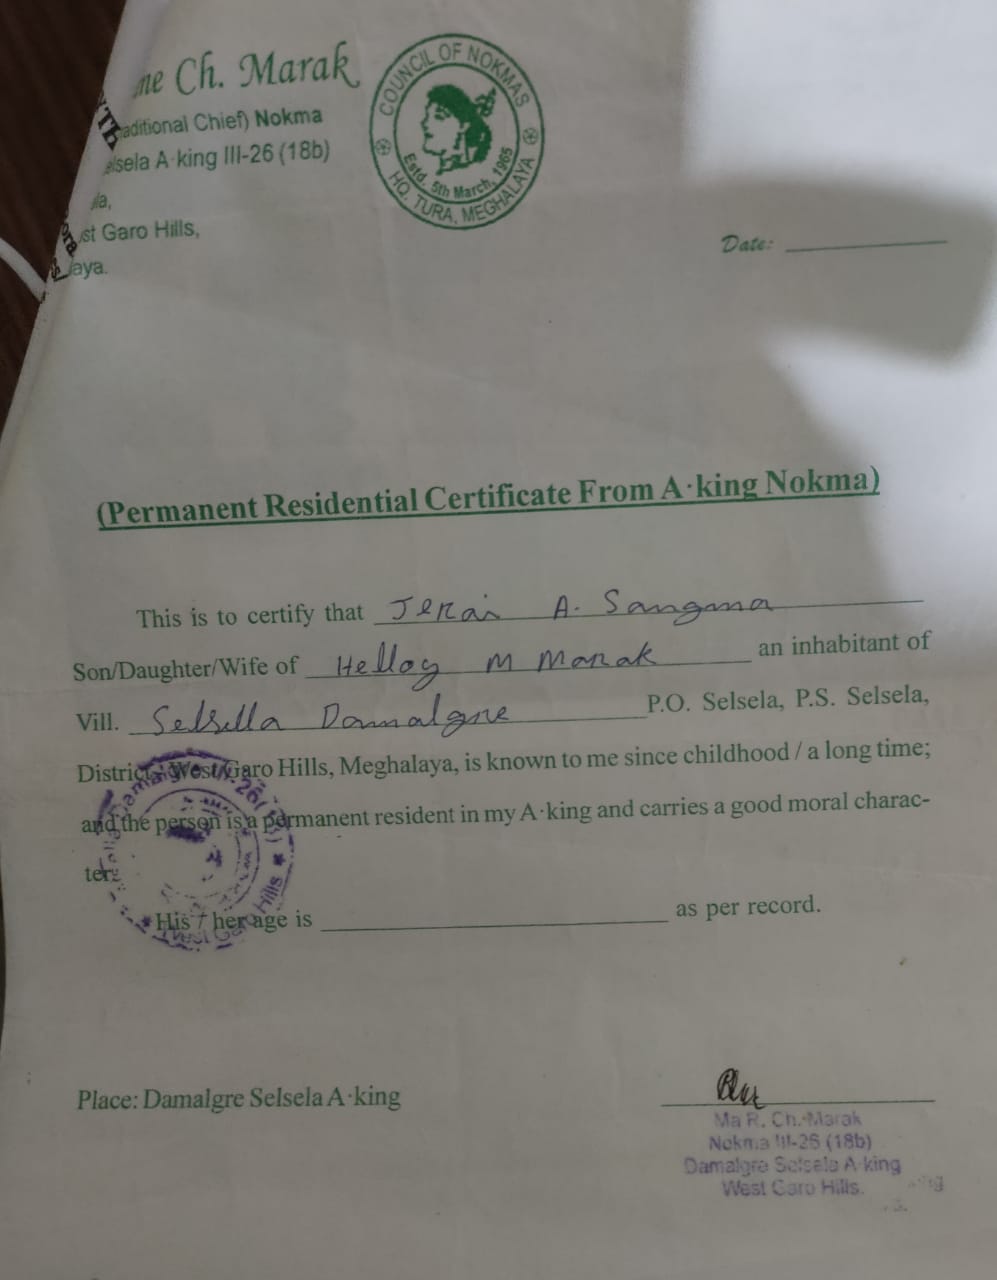 ne Ch. Marak
aditional Chief) Nokma
elsela A·king III-26 (18b)
la,
st Garo Hills,
aya.
COUNCIL OF NOKMAS
Estd. 5th March, 1965
HQ. TURA, MEGHALAYA
Date:
(Permanent Residential Certificate From A·king Nokma)
This is to certify that Jerai A. Sangma
Son/Daughter/Wife of M Marak an inhabitant of
Vill. Selsella Damalgre P.O. Selsela, P.S. Selsela,
District: West Garo Hills, Meghalaya, is known to me since childhood / a long time;
and the person is a permanent resident in my A·king and carries a good moral charac-
ter.
His / her age is as per record.
Place: Damalgre Selsela A·king
Ma R. Ch. Marak
Nokma III-26 (18b)
Damalgre Selsela A·king
West Garo Hills.